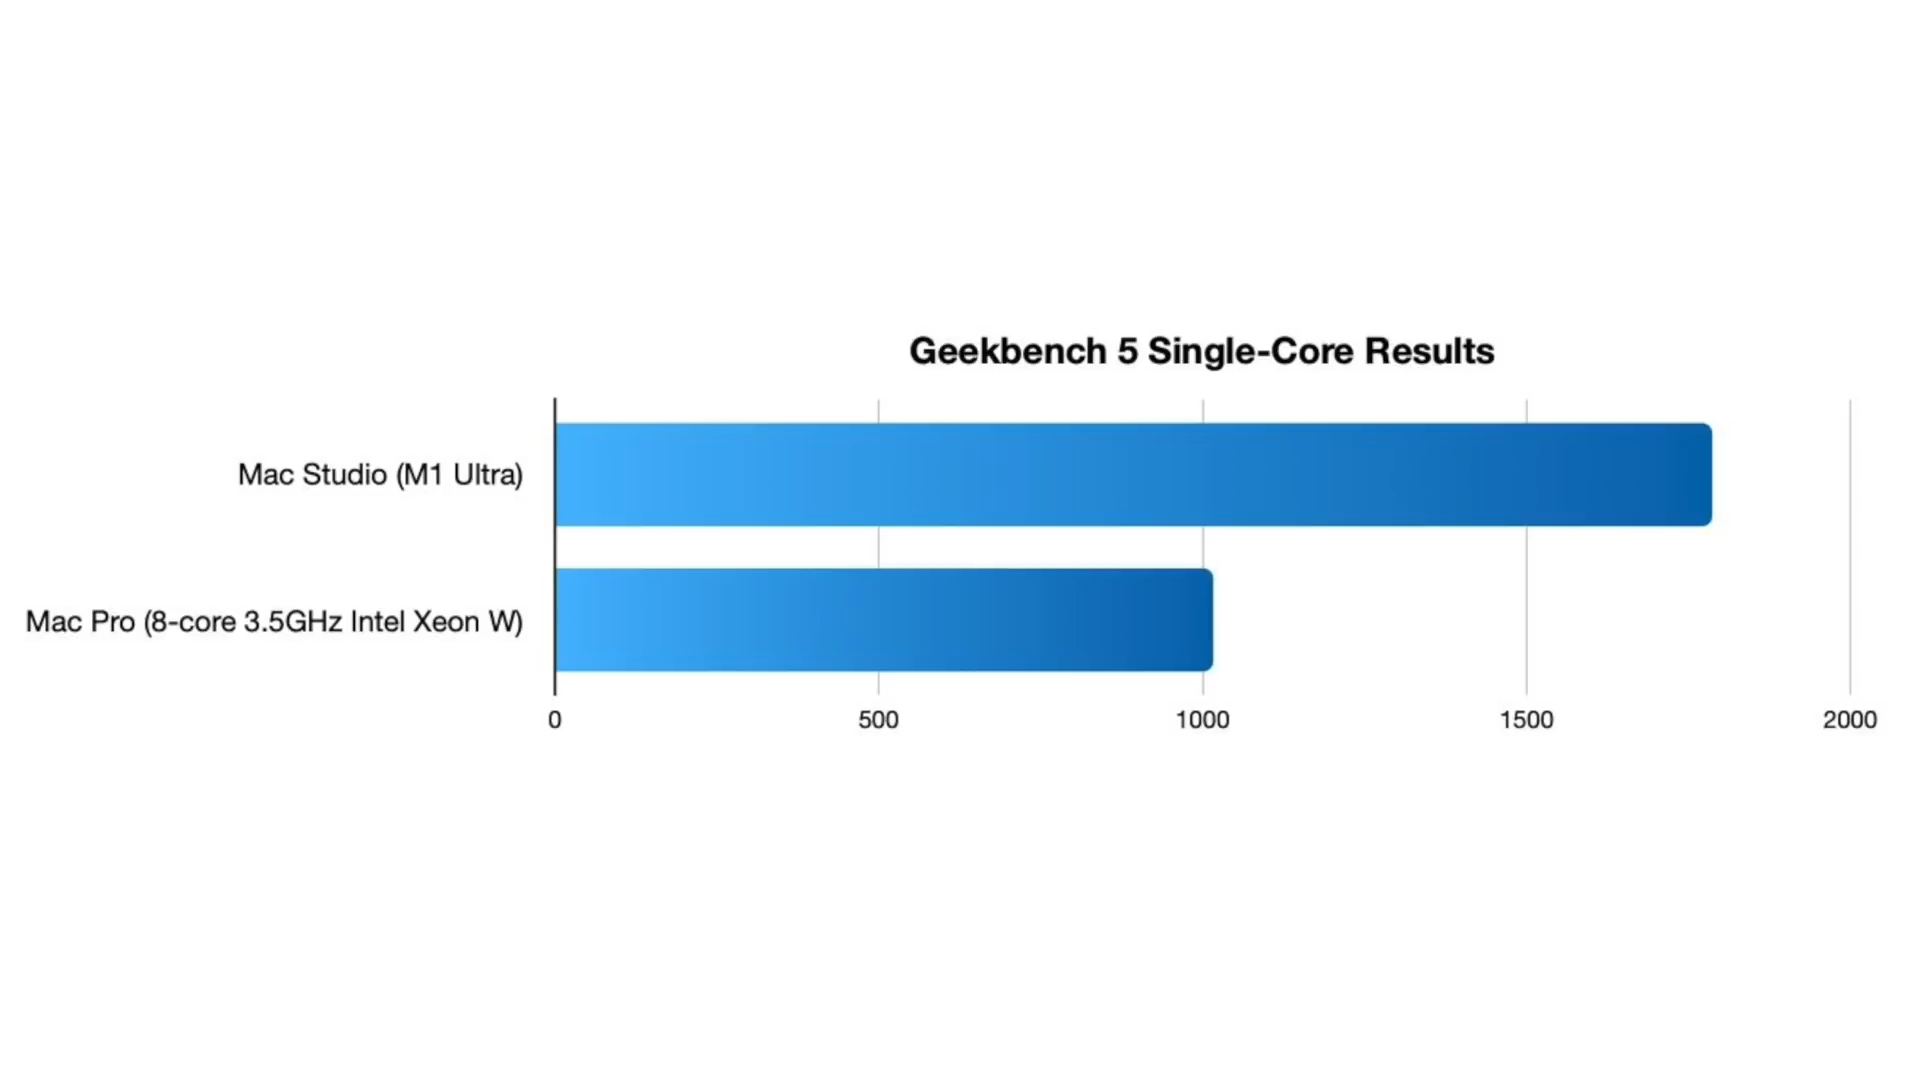 Geekbench 5 Single-Core Results
Mac Studio (M1 Ultra)
Mac Pro (8-core 3.5GHz Intel Xeon W)
0 500 1000 1500 2000